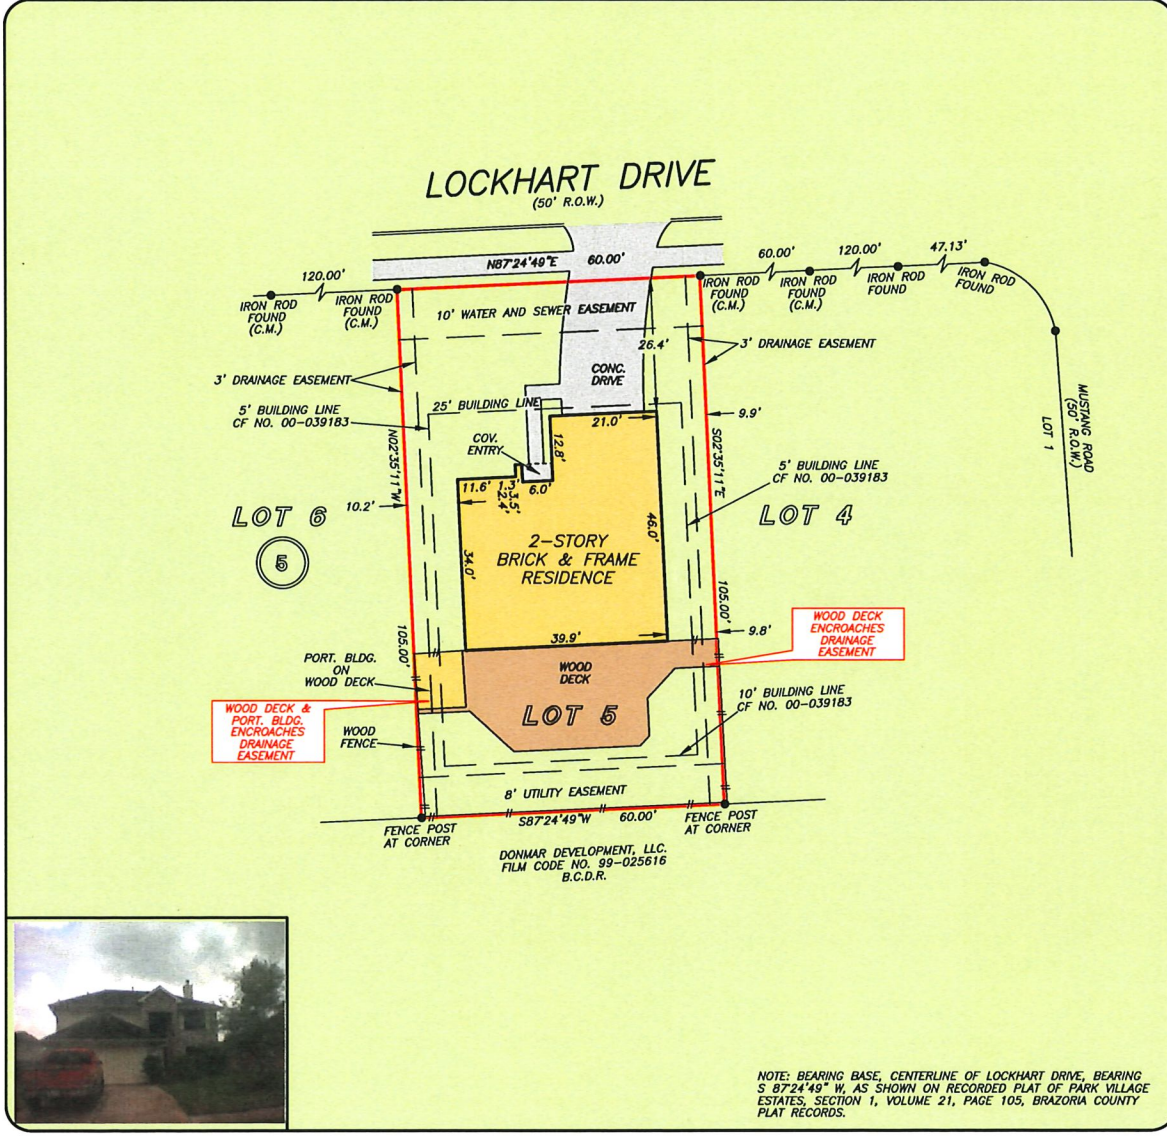 LOCKHART DRIVE
(50' R.O.W.)
N87°24'49"E 60.00'
120.00'
60.00'
120.00'
47.13'
IRON ROD
FOUND
(C.M.)
IRON ROD
FOUND
(C.M.)
IRON ROD
FOUND
(C.M.)
IRON ROD
FOUND
(C.M.)
IRON ROD
FOUND
IRON ROD
FOUND
10' WATER AND SEWER EASEMENT
26.4'
3' DRAINAGE EASEMENT
3' DRAINAGE EASEMENT
CONC.
DRIVE
5' BUILDING LINE
CF NO. 00-039183
25' BUILDING LINE
21.0'
9.9'
MUSTANG ROAD
(50' R.O.W.)
LOT 1
N02°35'11"W
S02°35'11"E
COV.
ENTRY
12.8'
5' BUILDING LINE
CF NO. 00-039183
11.6'
1.3'
3.5'
2.4'
6.0'
10.2'
LOT 6
5
LOT 4
46.0'
34.0'
2-STORY
BRICK & FRAME
RESIDENCE
105.00'
105.00'
39.9'
9.8'
WOOD DECK
ENCROACHES
DRAINAGE
EASEMENT
PORT. BLDG.
ON
WOOD DECK
WOOD
DECK
10' BUILDING LINE
CF NO. 00-039183
LOT 5
WOOD DECK &
PORT. BLDG.
ENCROACHES
DRAINAGE
EASEMENT
WOOD
FENCE
8' UTILITY EASEMENT
S87°24'49"W 60.00'
FENCE POST
AT CORNER
FENCE POST
AT CORNER
DONMAR DEVELOPMENT, LLC.
FILM CODE NO. 99-025616
B.C.D.R.
NOTE: BEARING BASE, CENTERLINE OF LOCKHART DRIVE, BEARING
S 87°24'49" W, AS SHOWN ON RECORDED PLAT OF PARK VILLAGE
ESTATES, SECTION 1, VOLUME 21, PAGE 105, BRAZORIA COUNTY
PLAT RECORDS.